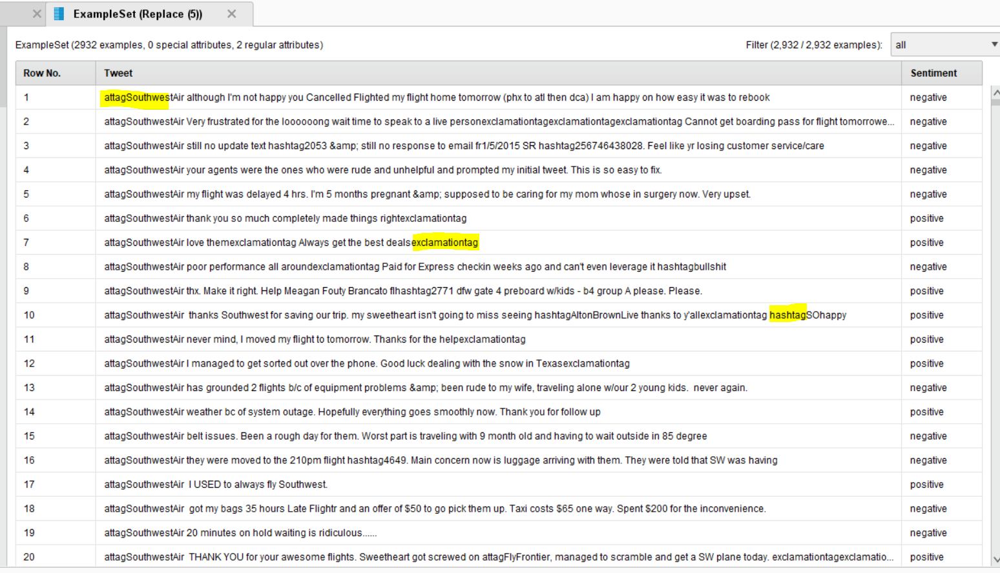 ExampleSet (Replace (5))
ExampleSet (2932 examples, 0 special attributes, 2 regular attributes) Filter (2,932 / 2,932 examples): all
Row No. Tweet Sentiment
1 attagSouthwestAir although I'm not happy you Cancelled Flighted my flight home tomorrow (phx to atl then dca) I am happy on how easy it was to rebook negative
2 attagSouthwestAir Very frustrated for the loooooong wait time to speak to a live personexclamationtagexclamationtagexclamationtag Cannot get boarding pass for flight tomorrowe... negative
3 attagSouthwestAir still no update text hashtag2053 &amp; still no response to email fr1/5/2015 SR hashtag256746438028. Feel like yr losing customer service/care negative
4 attagSouthwestAir your agents were the ones who were rude and unhelpful and prompted my initial tweet. This is so easy to fix. negative
5 attagSouthwestAir my flight was delayed 4 hrs. I'm 5 months pregnant &amp; supposed to be caring for my mom whose in surgery now. Very upset. negative
6 attagSouthwestAir thank you so much completely made things rightexclamationtag positive
7 attagSouthwestAir love themexclamationtag Always get the best dealsexclamationtag positive
8 attagSouthwestAir poor performance all aroundexclamationtag Paid for Express checkin weeks ago and can't even leverage it hashtagbullshit negative
9 attagSouthwestAir thx. Make it right. Help Meagan Fouty Brancato flhashtag2771 dfw gate 4 preboard w/kids - b4 group A please. Please. positive
10 attagSouthwestAir thanks Southwest for saving our trip. my sweetheart isn't going to miss seeing hashtagAltonBrownLive thanks to y'allexclamationtag hashtagSOhappy positive
11 attagSouthwestAir never mind, I moved my flight to tomorrow. Thanks for the helpexclamationtag positive
12 attagSouthwestAir I managed to get sorted out over the phone. Good luck dealing with the snow in Texasexclamationtag positive
13 attagSouthwestAir has grounded 2 flights b/c of equipment problems &amp; been rude to my wife, traveling alone w/our 2 young kids. never again. negative
14 attagSouthwestAir weather bc of system outage. Hopefully everything goes smoothly now. Thank you for follow up positive
15 attagSouthwestAir belt issues. Been a rough day for them. Worst part is traveling with 9 month old and having to wait outside in 85 degree negative
16 attagSouthwestAir they were moved to the 210pm flight hashtag4649. Main concern now is luggage arriving with them. They were told that SW was having negative
17 attagSouthwestAir I USED to always fly Southwest. positive
18 attagSouthwestAir got my bags 35 hours Late Flightr and an offer of $50 to go pick them up. Taxi costs $65 one way. Spent $200 for the inconvenience. negative
19 attagSouthwestAir 20 minutes on hold waiting is ridiculous...... negative
20 attagSouthwestAir THANK YOU for your awesome flights. Sweetheart got screwed on attagFlyFrontier, managed to scramble and get a SW plane today. exclamationtagexclamatio... positive